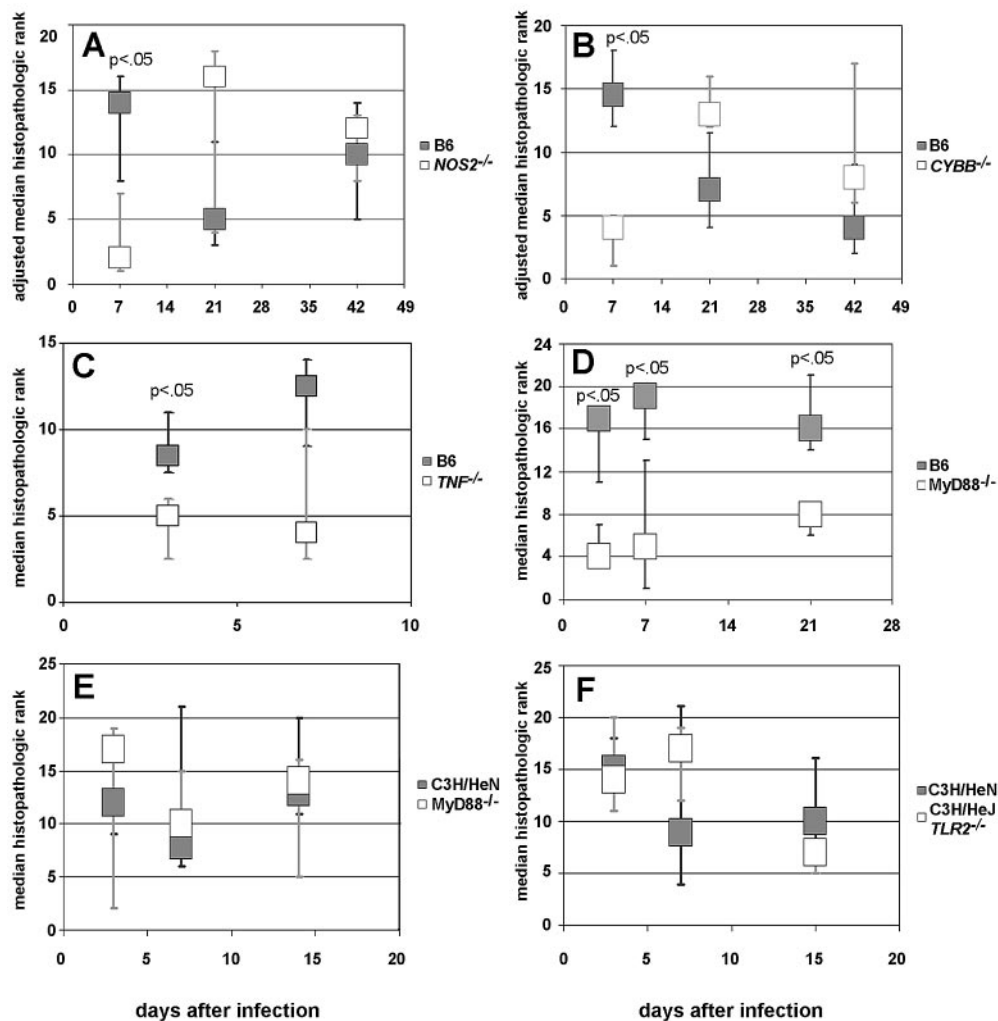 A
p<.05
adjusted median histopathologic rank
20
15
10
5
0
0 7 14 21 28 35 42 49
B6
NOS2-/-
B
p<.05
adjusted median histopathologic rank
20
15
10
5
0
0 7 14 21 28 35 42 49
B6
CYBB-/-
C
p<.05
median histopathologic rank
15
10
5
0
0 5 10
B6
TNF-/-
D
p<.05 p<.05 p<.05
median histopathologic rank
24
20
16
12
8
4
0
0 7 14 21 28
B6
MyD88-/-
E
median histopathologic rank
25
20
15
10
5
0
0 5 10 15 20
C3H/HeN
MyD88-/-
days after infection
F
median histopathologic rank
25
20
15
10
5
0
0 5 10 15 20
C3H/HeN
C3H/HeJ
TLR2-/-
days after infection